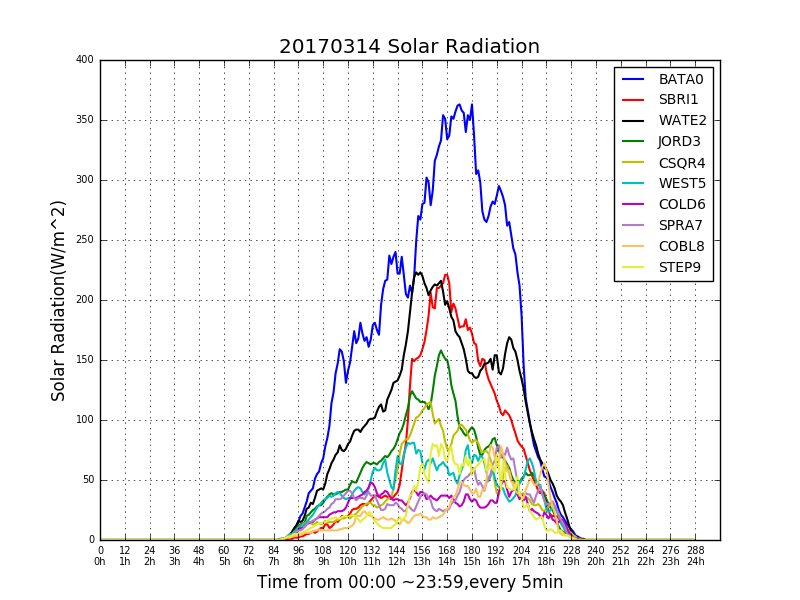 20170314 Solar Radiation
Solar Radiation(W/m^2)
400
350
300
250
200
150
100
50
0
BATA0
SBRI1
WATE2
JORD3
CSQR4
WEST5
COLD6
SPRA7
COBL8
STEP9
0 12 24 36 48 60 72 84 96 108 120 132 144 156 168 180 192 204 216 228 240 252 264 276 288
0h 1h 2h 3h 4h 5h 6h 7h 8h 9h 10h 11h 12h 13h 14h 15h 16h 17h 18h 19h 20h 21h 22h 23h 24h
Time from 00:00 ~23:59,every 5min